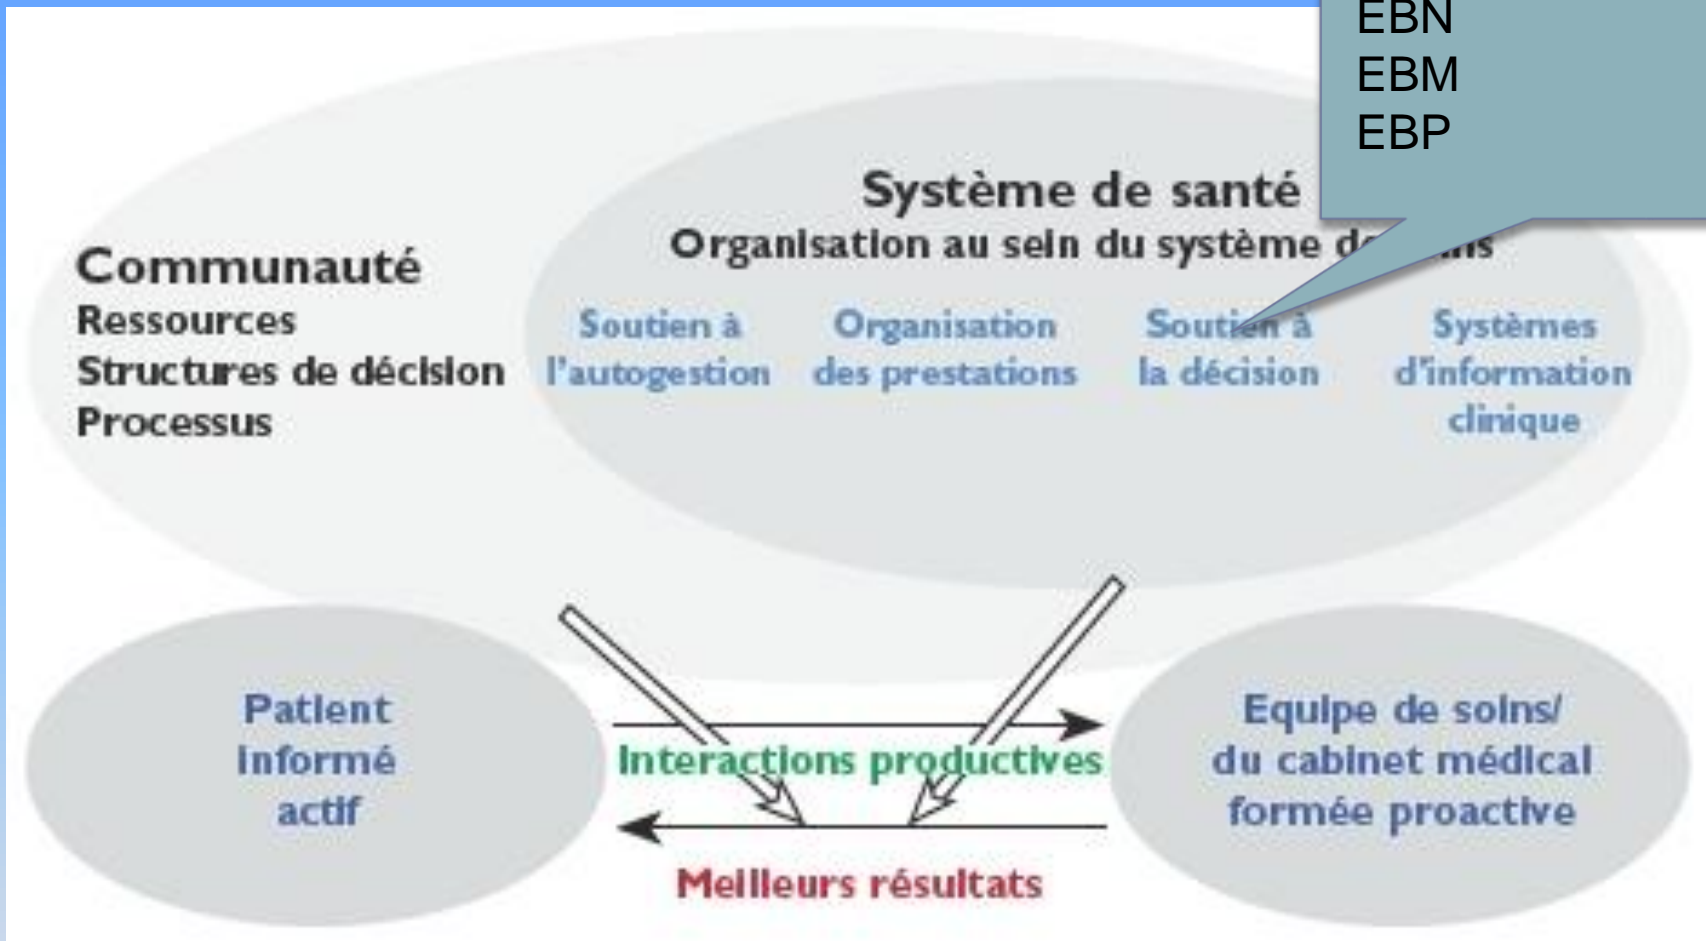 EBN
EBM
EBP
Système de santé
Organisation au sein du système de
Communauté
Ressources
Structures de décision
Processus
Soutien à
l'autogestion
Organisation
des prestations
Soutien à
la décision
Systèmes
d'information
clinique
Patient
informé
actif
Interactions productives
Meilleurs résultats
Equipe de soins/
du cabinet médical
formée proactive